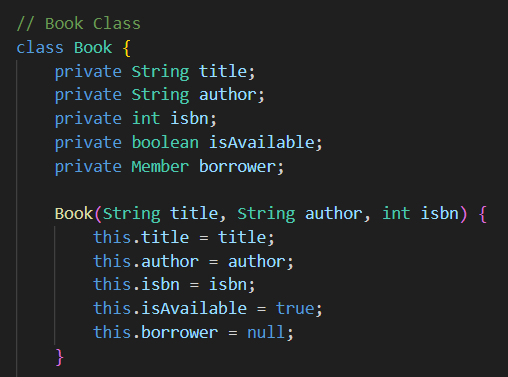 // Book Class
class Book {
    private String title;
    private String author;
    private int isbn;
    private boolean isAvailable;
    private Member borrower;

    Book(String title, String author, int isbn) {
        this.title = title;
        this.author = author;
        this.isbn = isbn;
        this.isAvailable = true;
        this.borrower = null;
    }